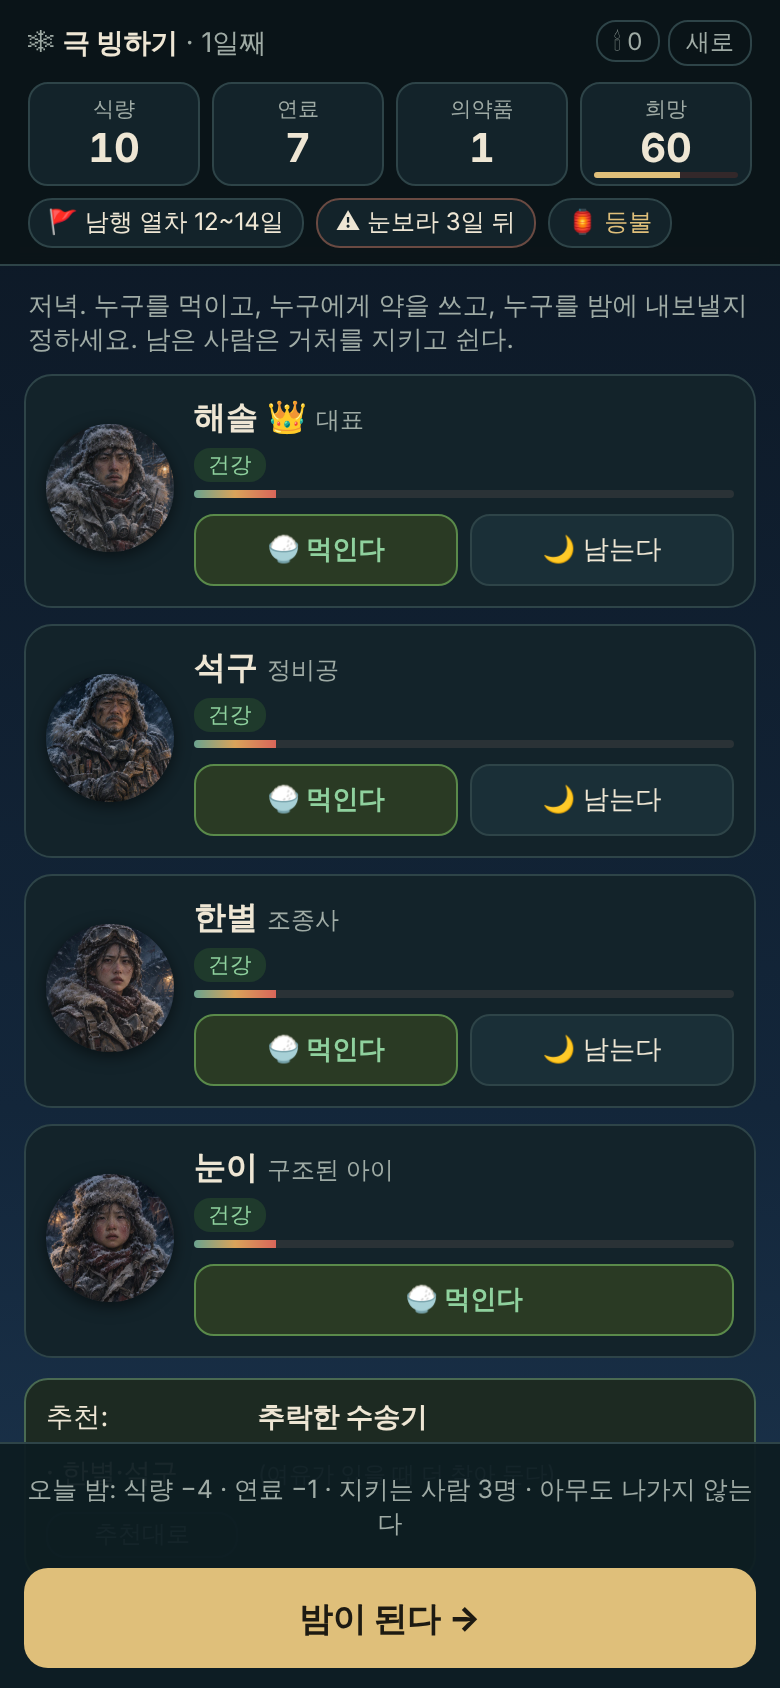 ❄ 극 빙하기 · 1일째
🕯 0 새로
식량 연료 의약품 희망
10 7 1 60
🚩 남행 열차 12~14일 ⚠ 눈보라 3일 뒤 🏮 등불
저녁. 누구를 먹이고, 누구에게 약을 쓰고, 누구를 밤에 내보낼지
정하세요. 남은 사람은 거처를 지키고 쉰다.
해솔 👑 대표
건강
🍚 먹인다 🌙 남는다
석구 정비공
건강
🍚 먹인다 🌙 남는다
한별 조종사
건강
🍚 먹인다 🌙 남는다
눈이 구조된 아이
건강
🍚 먹인다
추천: 추락한 수송기
· 한별·석구
오늘 밤: 식량 −4 · 연료 −1 · 지키는 사람 3명 · 아무도 나가지 않는
다
추천대로
밤이 된다 →